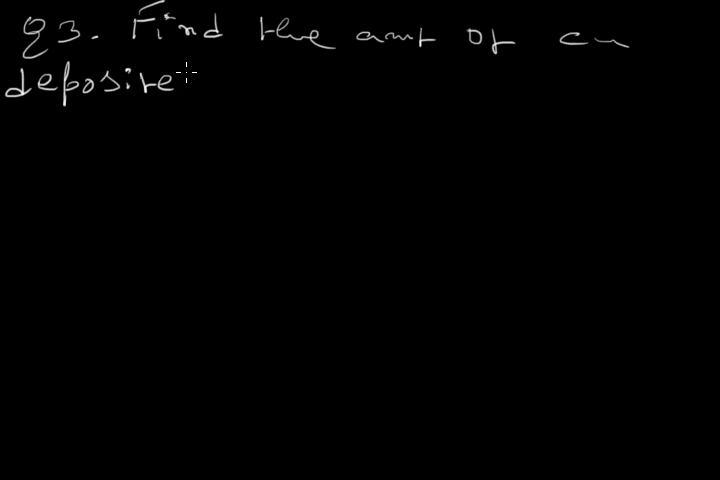 Q3. Find the amt of cu
deposite